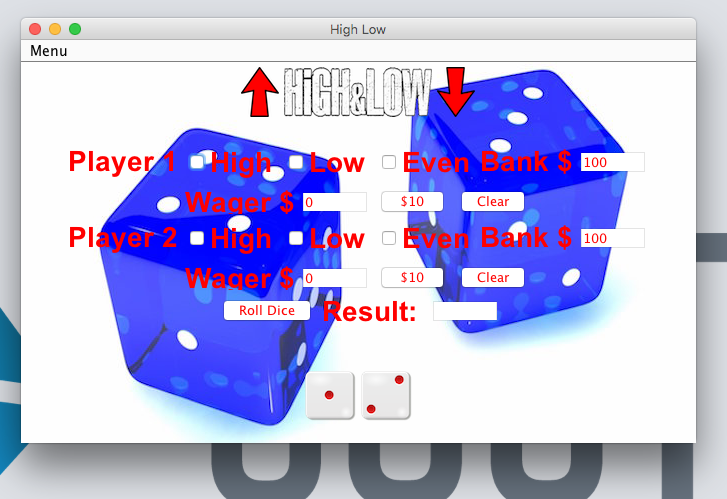 High Low
Menu
HiGH&LOW
Player 1 High Low Even Bank $ 100
Wager $ 0 $10 Clear
Player 2 High Low Even Bank $ 100
Wager $ 0 $10 Clear
Roll Dice Result: